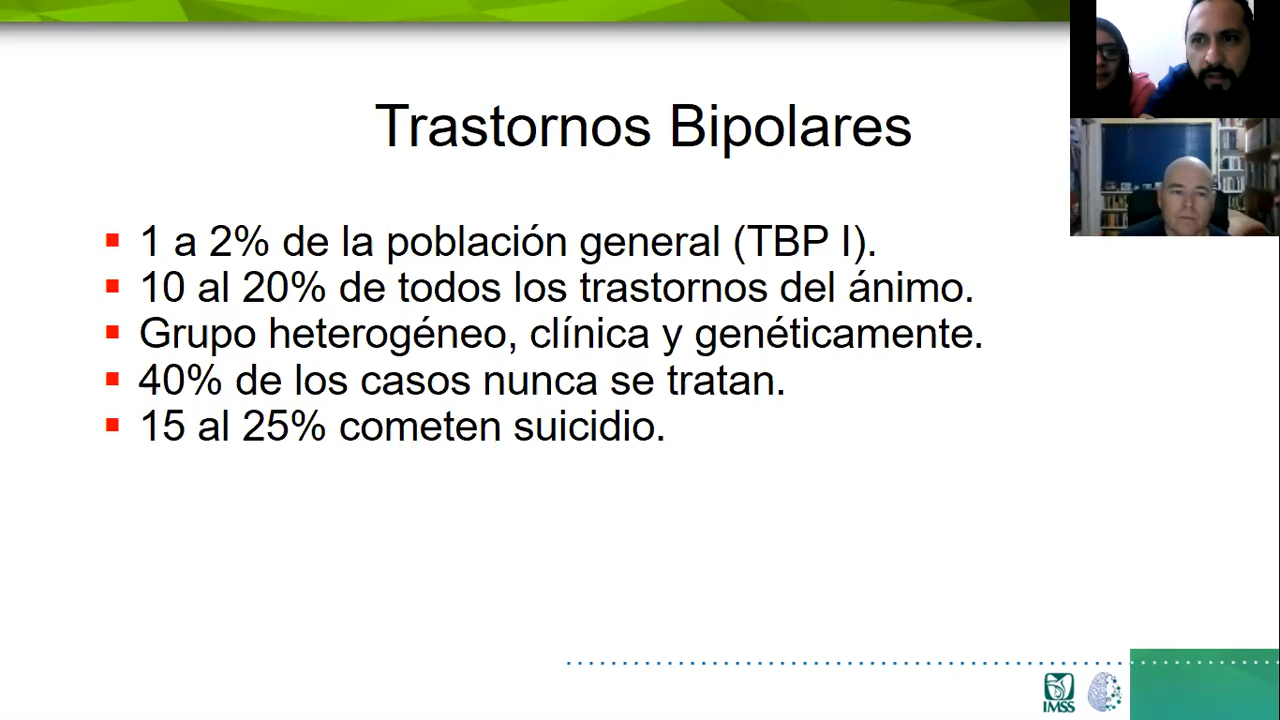 Trastornos Bipolares
1 a 2% de la población general (TBP I).
10 al 20% de todos los trastornos del ánimo.
Grupo heterogéneo, clínica y genéticamente.
40% de los casos nunca se tratan.
15 al 25% cometen suicidio.
IMSS